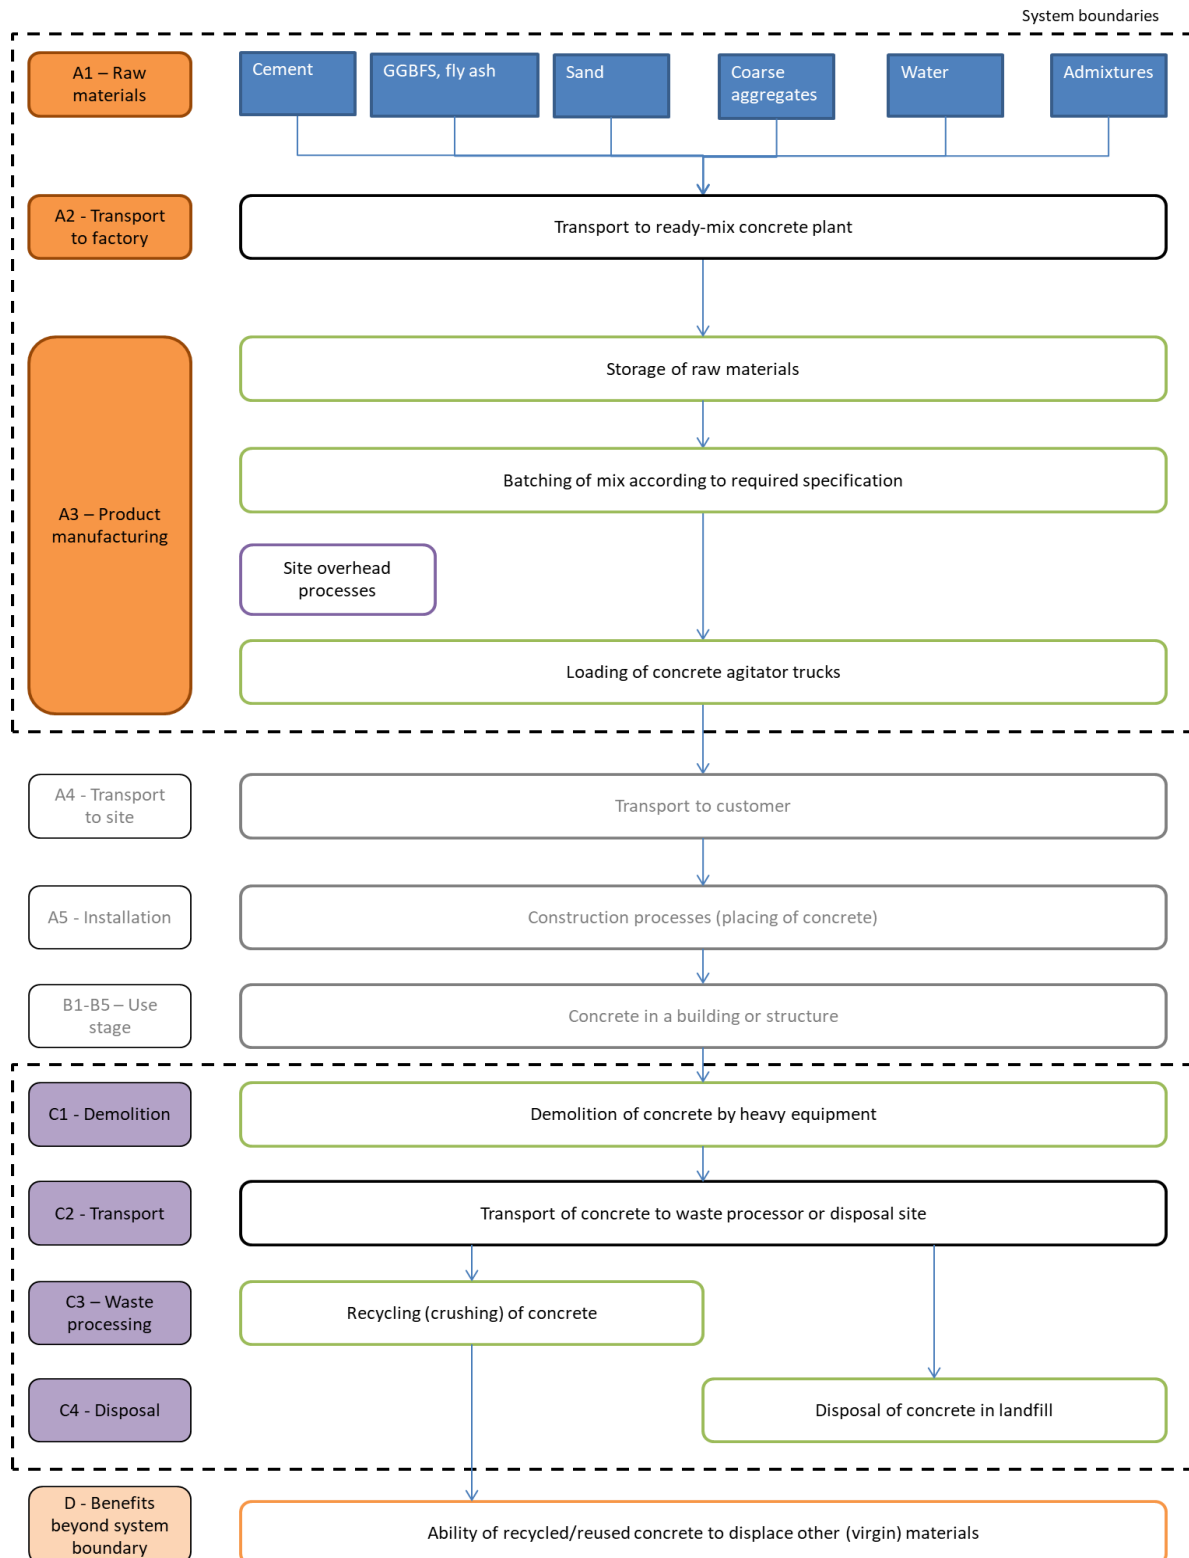 System boundaries
A1 – Raw
materials
Cement
GGBFS, fly ash
Sand
Coarse
aggregates
Water
Admixtures
A2 - Transport
to factory
Transport to ready-mix concrete plant
Storage of raw materials
Batching of mix according to required specification
A3 – Product
manufacturing
Site overhead
processes
Loading of concrete agitator trucks
A4 - Transport
to site
Transport to customer
A5 - Installation
Construction processes (placing of concrete)
B1-B5 – Use
stage
Concrete in a building or structure
C1 - Demolition
Demolition of concrete by heavy equipment
C2 - Transport
Transport of concrete to waste processor or disposal site
C3 – Waste
processing
Recycling (crushing) of concrete
C4 - Disposal
Disposal of concrete in landfill
D - Benefits
beyond system
boundary
Ability of recycled/reused concrete to displace other (virgin) materials